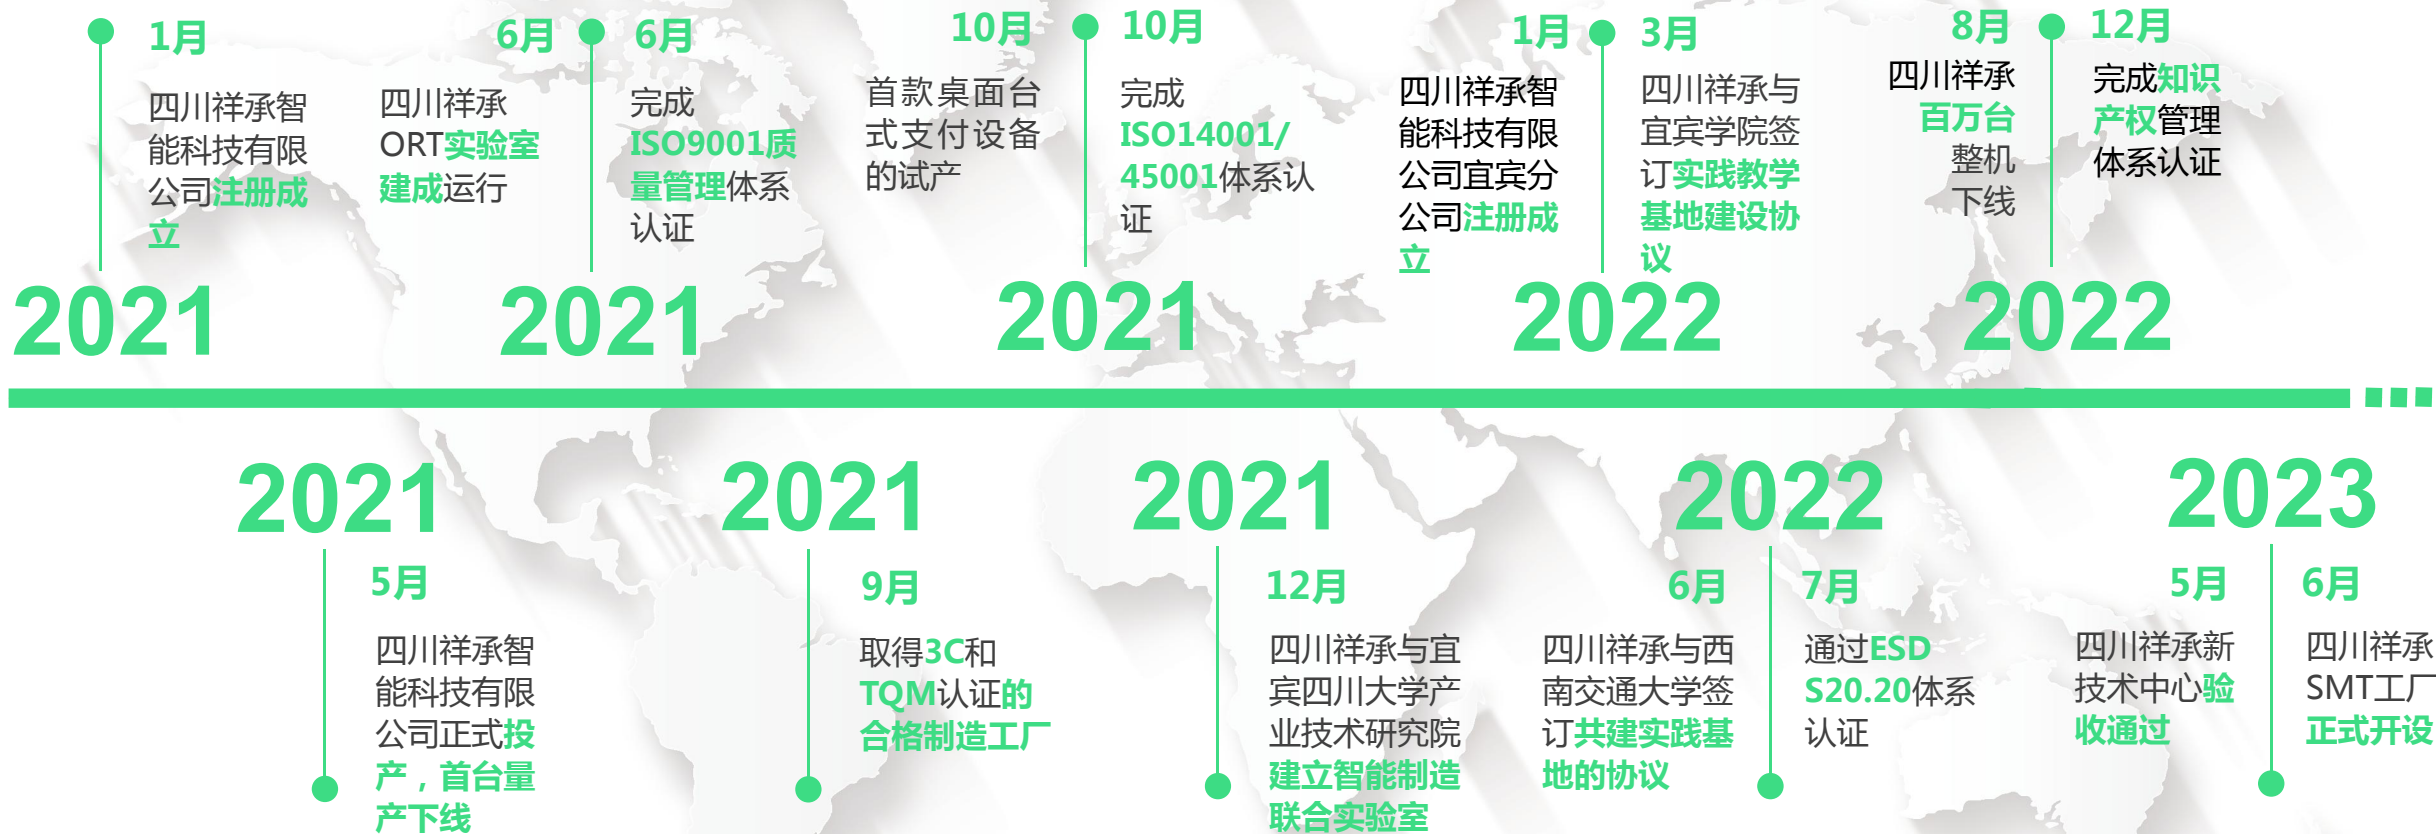 1月
四川祥承智
能科技有限
公司注册成
立
2021
6月
四川祥承
ORT实验室
建成运行
6月
完成
ISO9001质
量管理体系
认证
2021
10月
首款桌面台
式支付设备
的试产
10月
完成
ISO14001/
45001体系认
证
2021
1月
四川祥承智
能科技有限
公司宜宾分
公司注册成
立
3月
四川祥承与
宜宾学院签
订实践教学
基地建设协
议
2022
8月
四川祥承
百万台
整机
下线
12月
完成知识
产权管理
体系认证
2022
2021
5月
四川祥承智
能科技有限
公司正式投
产，首台量
产下线
2021
9月
取得3C和
TQM认证的
合格制造工厂
2021
12月
四川祥承与宜
宾四川大学产
业技术研究院
建立智能制造
联合实验室
2022
6月
四川祥承与西
南交通大学签
订共建实践基
地的协议
7月
通过ESD
S20.20体系
认证
2023
5月
四川祥承新
技术中心验
收通过
6月
四川祥承
SMT工厂
正式开设